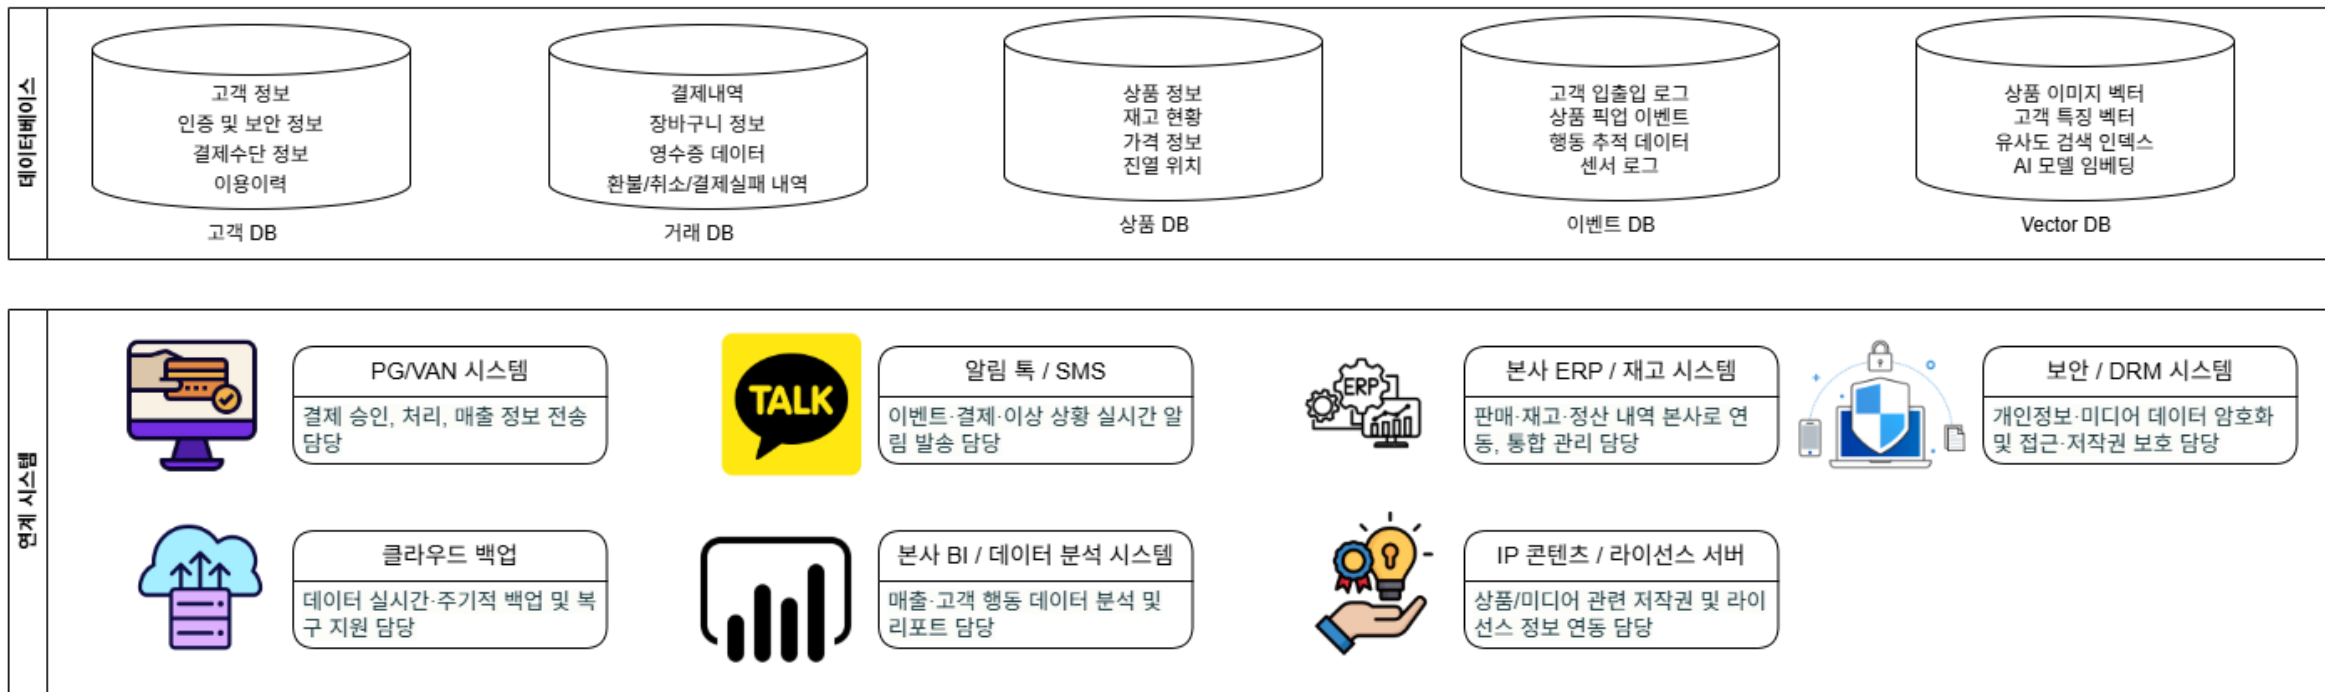 데이터베이스
고객 정보
인증 및 보안 정보
결제수단 정보
이용이력
고객 DB
결제내역
장바구니 정보
영수증 데이터
환불/취소/결제실패 내역
거래 DB
상품 정보
재고 현황
가격 정보
진열 위치
상품 DB
고객 입출입 로그
상품 픽업 이벤트
행동 추적 데이터
센서 로그
이벤트 DB
상품 이미지 벡터
고객 특징 벡터
유사도 검색 인덱스
AI 모델 임베딩
Vector DB
연계 시스템
PG/VAN 시스템
결제 승인, 처리, 매출 정보 전송
담당
TALK
알림 톡 / SMS
이벤트·결제·이상 상황 실시간 알
림 발송 담당
ERP
본사 ERP / 재고 시스템
판매·재고·정산 내역 본사로 연
동, 통합 관리 담당
보안 / DRM 시스템
개인정보·미디어 데이터 암호화
및 접근·저작권 보호 담당
클라우드 백업
데이터 실시간·주기적 백업 및 복
구 지원 담당
본사 BI / 데이터 분석 시스템
매출·고객 행동 데이터 분석 및
리포트 담당
IP 콘텐츠 / 라이선스 서버
상품/미디어 관련 저작권 및 라이
선스 정보 연동 담당